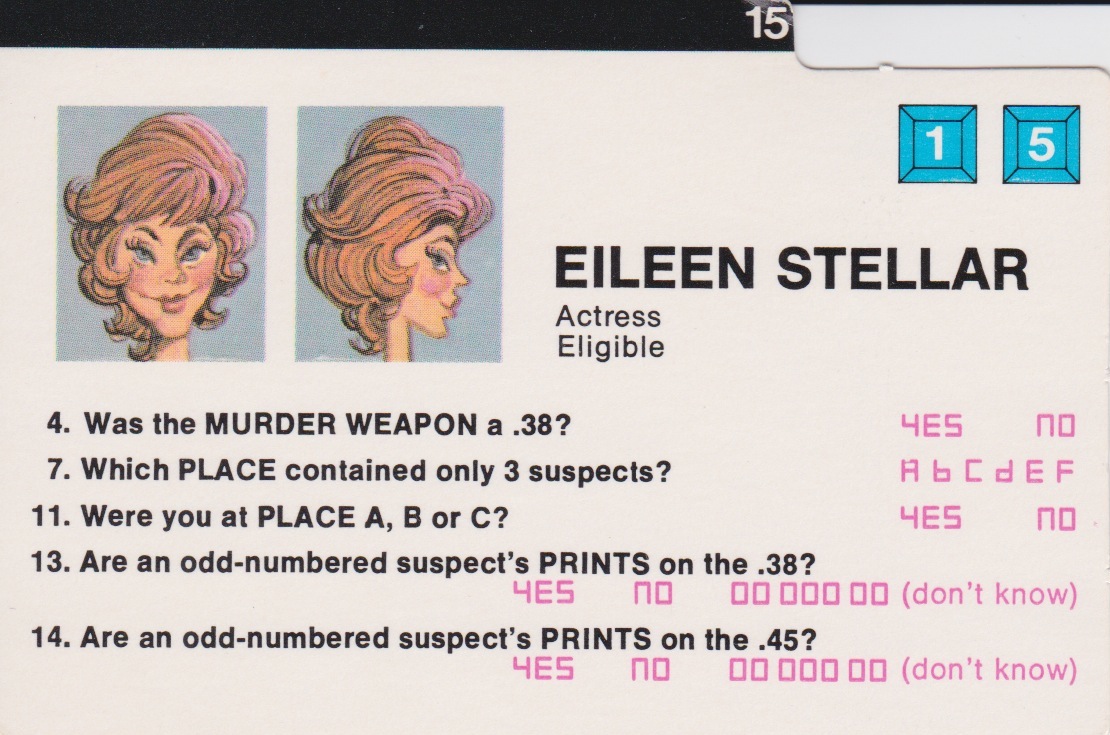 15
1 5
EILEEN STELLAR
Actress
Eligible
4. Was the MURDER WEAPON a .38? YES NO
7. Which PLACE contained only 3 suspects? A b C d E F
11. Were you at PLACE A, B or C? YES NO
13. Are an odd-numbered suspect's PRINTS on the .38?
YES NO 00 000 00 (don't know)
14. Are an odd-numbered suspect's PRINTS on the .45?
YES NO 00 000 00 (don't know)